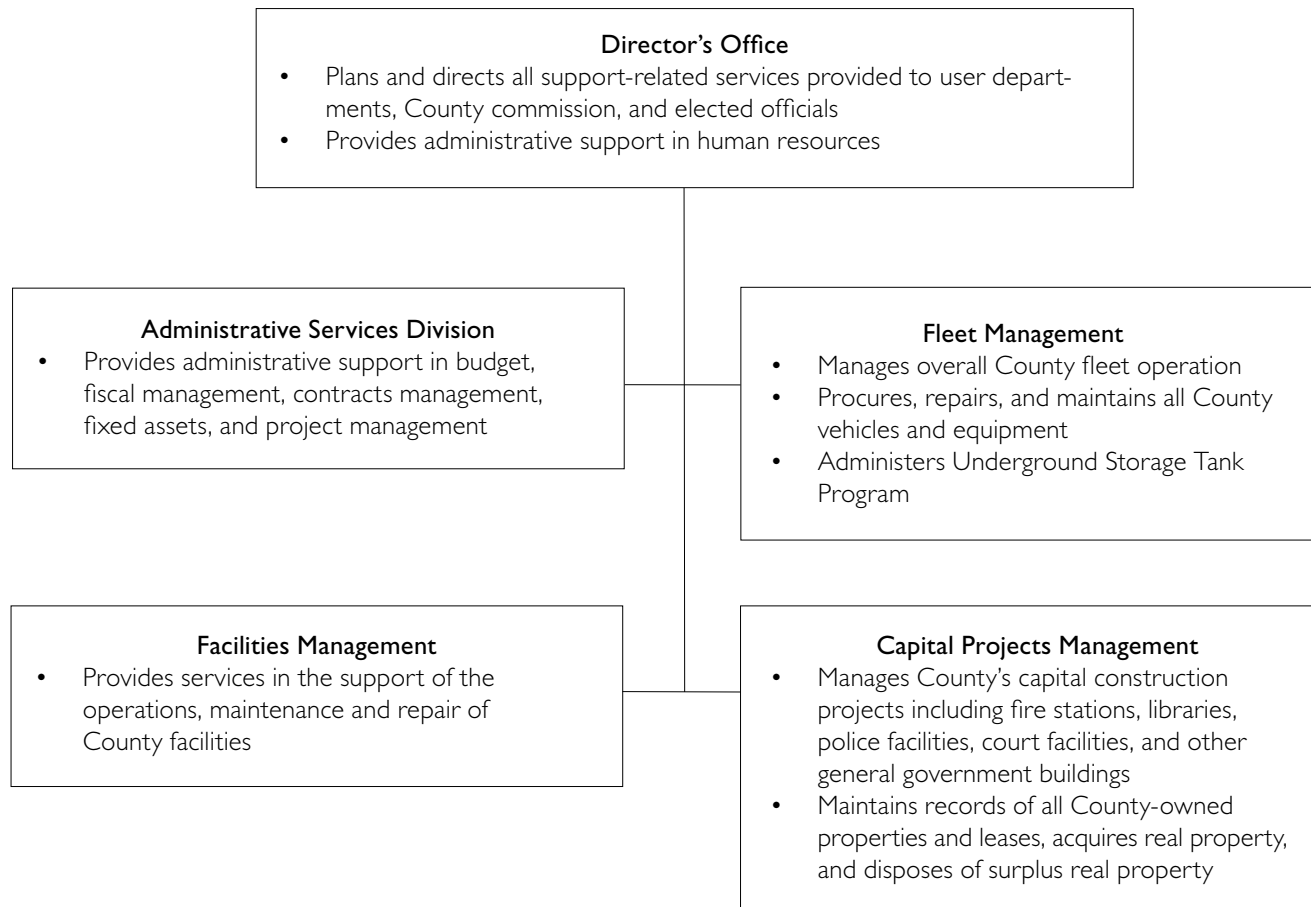 Director’s Office
• Plans and directs all support-related services provided to user depart-
ments, County commission, and elected officials
• Provides administrative support in human resources
Administrative Services Division
• Provides administrative support in budget,
fiscal management, contracts management,
fixed assets, and project management
Fleet Management
• Manages overall County fleet operation
• Procures, repairs, and maintains all County
vehicles and equipment
• Administers Underground Storage Tank
Program
Facilities Management
• Provides services in the support of the
operations, maintenance and repair of
County facilities
Capital Projects Management
• Manages County’s capital construction
projects including fire stations, libraries,
police facilities, court facilities, and other
general government buildings
• Maintains records of all County-owned
properties and leases, acquires real property,
and disposes of surplus real property